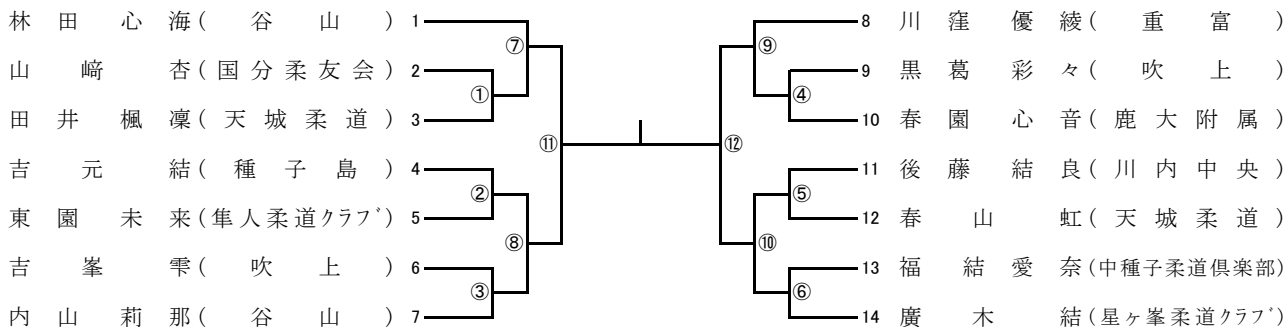 林田心海(谷山) 1
⑦
山﨑杏(国分柔友会) 2
①
田井楓凜(天城柔道) 3
⑪
吉元結(種子島) 4
②
東園未来(隼人柔道クラブ) 5
⑧
吉峯雫(吹上) 6
③
内山莉那(谷山) 7
8 川窪優綾(重富)
⑨
9 黒葛彩々(吹上)
④
10 春園心音(鹿大附属)
⑫
11 後藤結良(川内中央)
⑤
12 春山虹(天城柔道)
⑩
13 福結愛奈(中種子柔道倶楽部)
⑥
14 廣木結(星ヶ峯柔道クラブ)